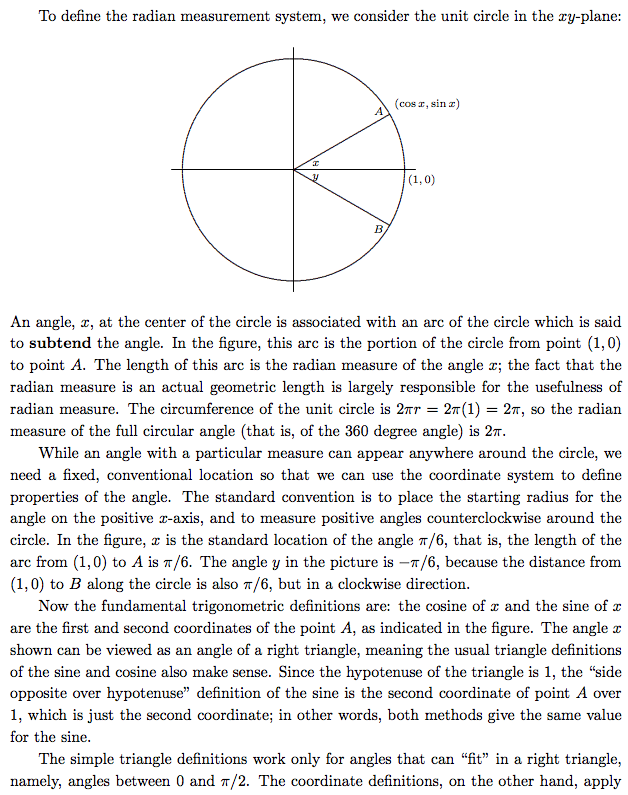 To define the radian measurement system, we consider the unit circle in the xy-plane:
(cos x, sin x)
A
x
y
(1, 0)
B
An angle, x, at the center of the circle is associated with an arc of the circle which is said
to subtend the angle. In the figure, this arc is the portion of the circle from point (1, 0)
to point A. The length of this arc is the radian measure of the angle x; the fact that the
radian measure is an actual geometric length is largely responsible for the usefulness of
radian measure. The circumference of the unit circle is 2πr = 2π(1) = 2π, so the radian
measure of the full circular angle (that is, of the 360 degree angle) is 2π.
While an angle with a particular measure can appear anywhere around the circle, we
need a fixed, conventional location so that we can use the coordinate system to define
properties of the angle. The standard convention is to place the starting radius for the
angle on the positive x-axis, and to measure positive angles counterclockwise around the
circle. In the figure, x is the standard location of the angle π/6, that is, the length of the
arc from (1, 0) to A is π/6. The angle y in the picture is −π/6, because the distance from
(1, 0) to B along the circle is also π/6, but in a clockwise direction.
Now the fundamental trigonometric definitions are: the cosine of x and the sine of x
are the first and second coordinates of the point A, as indicated in the figure. The angle x
shown can be viewed as an angle of a right triangle, meaning the usual triangle definitions
of the sine and cosine also make sense. Since the hypotenuse of the triangle is 1, the “side
opposite over hypotenuse” definition of the sine is the second coordinate of point A over
1, which is just the second coordinate; in other words, both methods give the same value
for the sine.
The simple triangle definitions work only for angles that can “fit” in a right triangle,
namely, angles between 0 and π/2. The coordinate definitions, on the other hand, apply